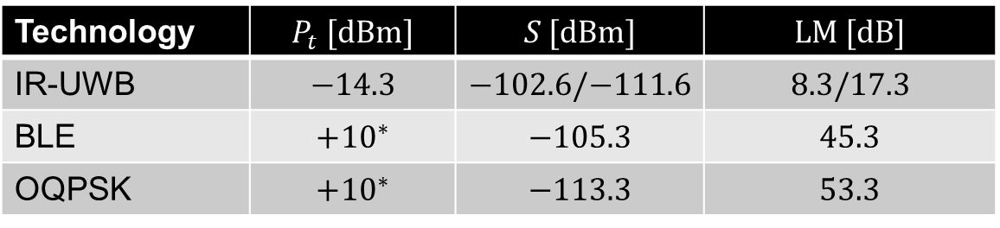 Technology P_t [dBm] S [dBm] LM [dB]
IR-UWB −14.3 −102.6/−111.6 8.3/17.3
BLE +10* −105.3 45.3
OQPSK +10* −113.3 53.3